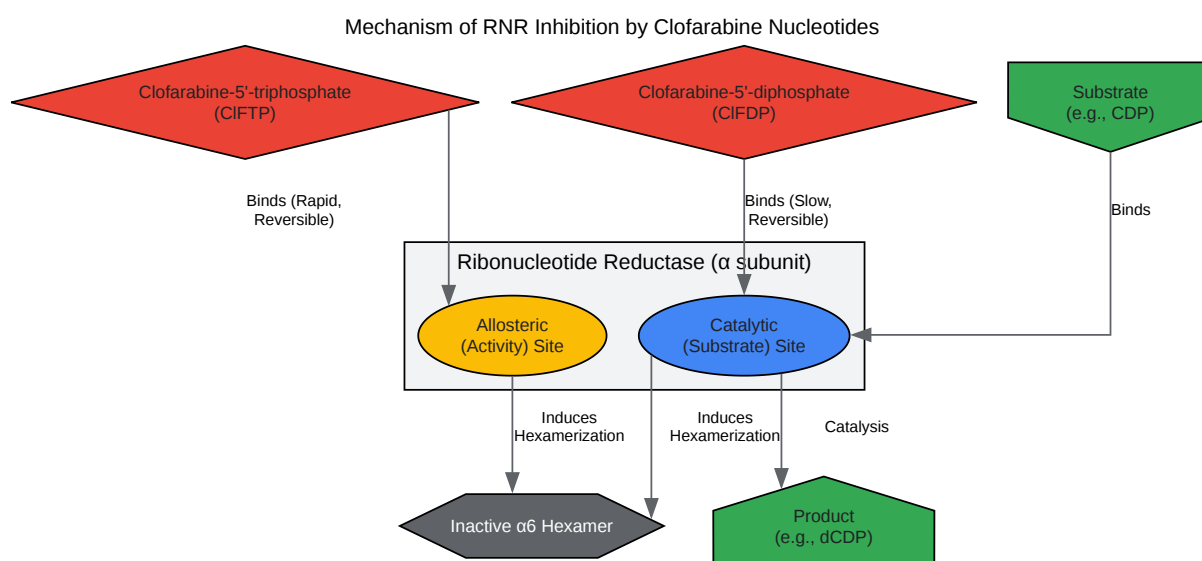 Mechanism of RNR Inhibition by Clofarabine Nucleotides
Clofarabine-5'-triphosphate
(ClFTP)
Clofarabine-5'-diphosphate
(ClFDP)
Substrate
(e.g., CDP)
Binds (Rapid,
Reversible)
Binds (Slow,
Reversible)
Binds
Ribonucleotide Reductase (α subunit)
Allosteric
(Activity) Site
Catalytic
(Substrate) Site
Induces
Hexamerization
Induces
Hexamerization
Catalysis
Inactive α6 Hexamer
Product
(e.g., dCDP)